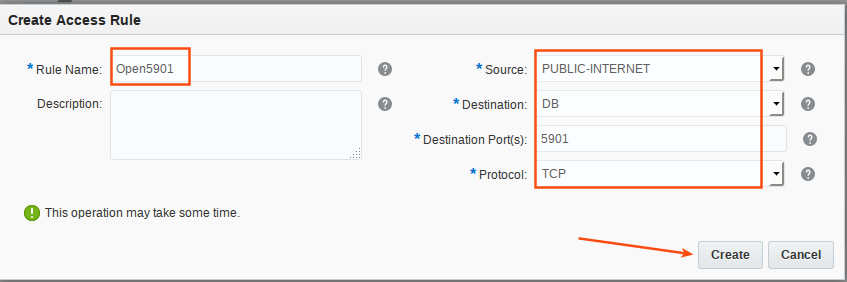 Create Access Rule
* Rule Name: Open5901 ?
Description: ?
* Source: PUBLIC-INTERNET ?
* Destination: DB ?
* Destination Port(s): 5901 ?
* Protocol: TCP ?
! This operation may take some time.
Create Cancel